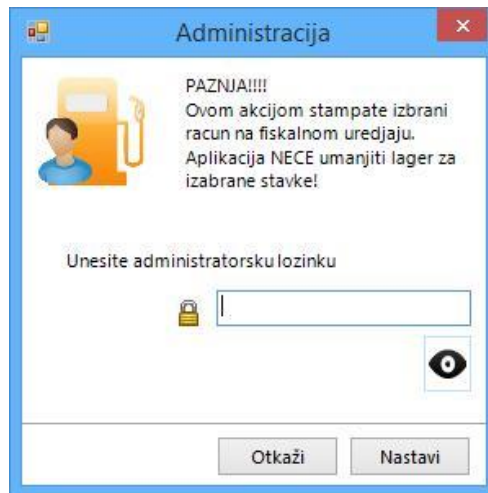 Administracija
PAZNJA!!!!
Ovom akcijom stampate izbrani
racun na fiskalnom uredjaju.
Aplikacija NECE umanjiti lager za
izabrane stavke!
Unesite administratorsku lozinku
Otkaži
Nastavi